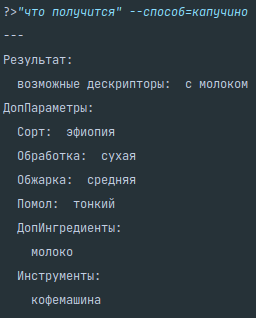 ?>"что получится" --способ=капучино
---
Результат:
возможные дескрипторы:  с молоком
ДопПараметры:
Сорт:  эфиопия
Обработка:  сухая
Обжарка:  средняя
Помол:  тонкий
ДопИнгредиенты:
молоко
Инструменты:
кофемашина